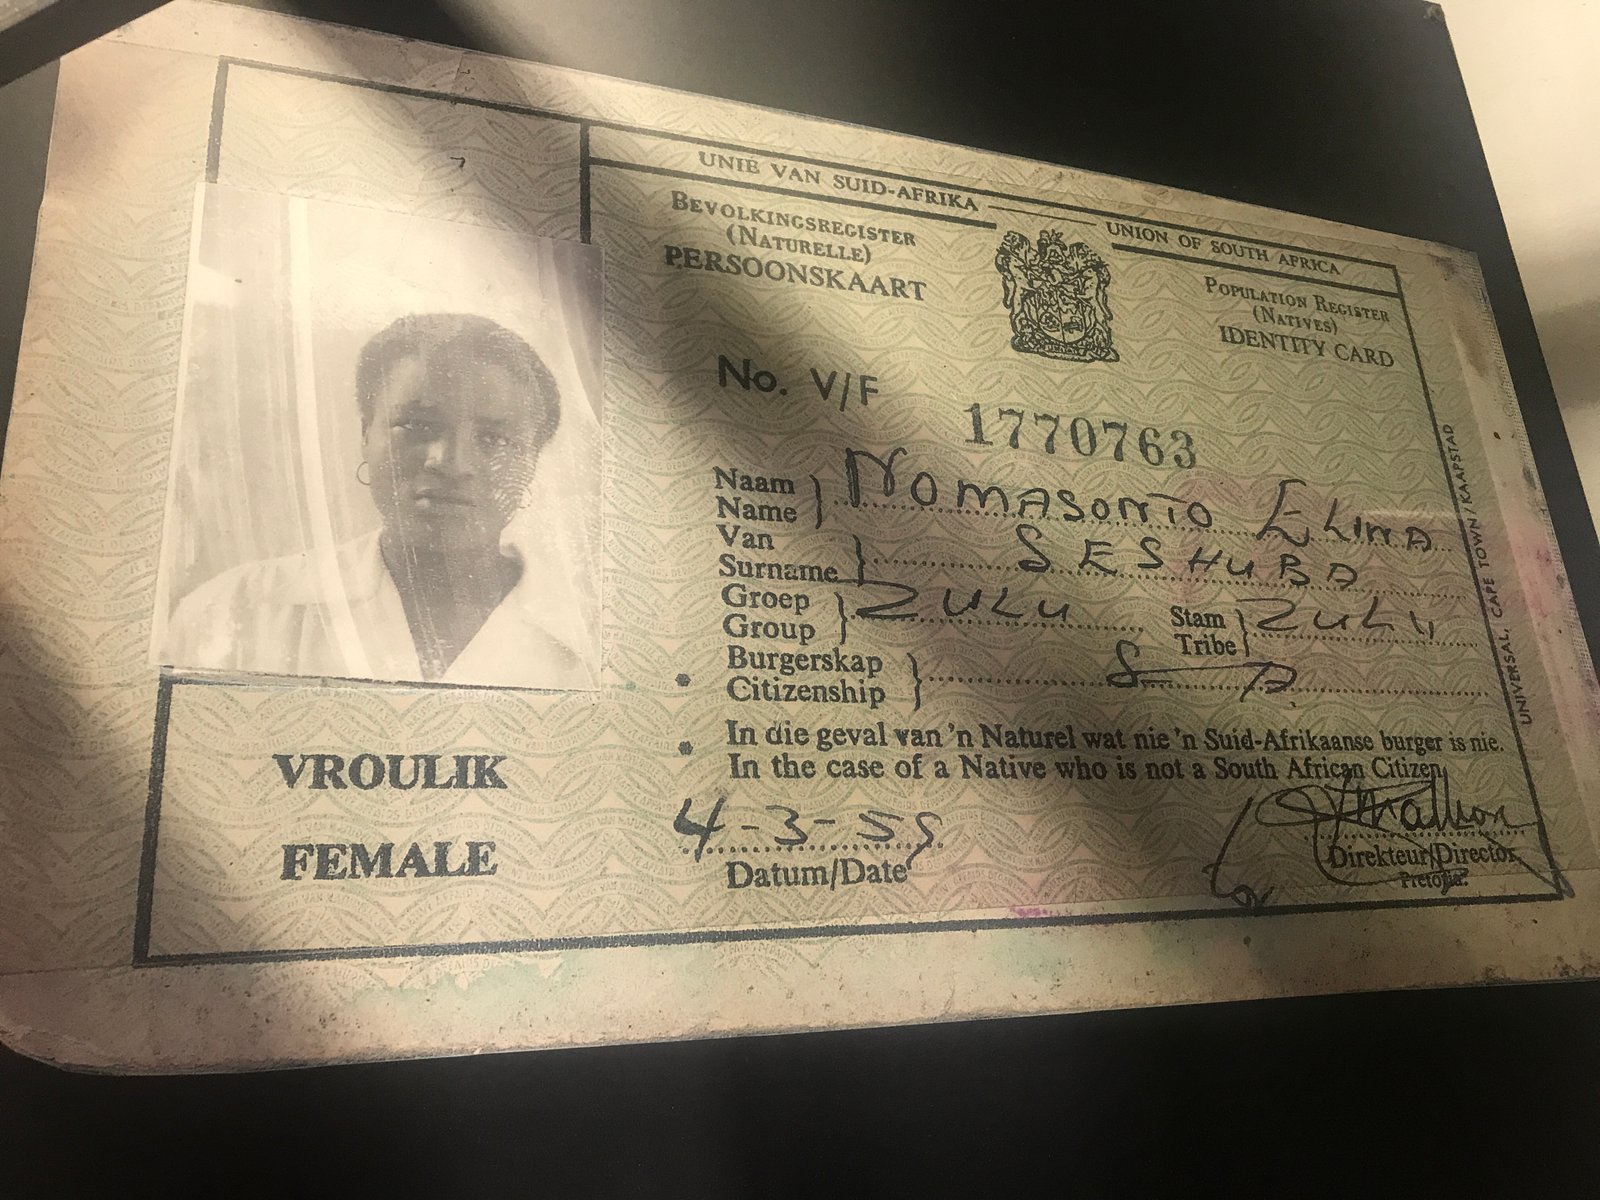 UNIE VAN SUID-AFRIKA — UNION OF SOUTH AFRICA
BEVOLKINGSREGISTER
(NATURELLE)
PERSOONSKAART
POPULATION REGISTER
(NATIVES)
IDENTITY CARD
No. V/F
1770763
Naam
Name } NOMASONTO ELINA
Van
Surname } SESHUBA
Groep
Group } ZULU
Stam
Tribe } ZULU
Burgerskap
Citizenship } S A.
• In die geval van 'n Naturel wat nie 'n Suid-Afrikaanse burger is nie.
• In the case of a Native who is not a South African Citizen.
4-3-59
Datum/Date
Direkteur/Director
Pretoria.
VROULIK
FEMALE
UNIVERSAL, CAPE TOWN/KAAPSTAD